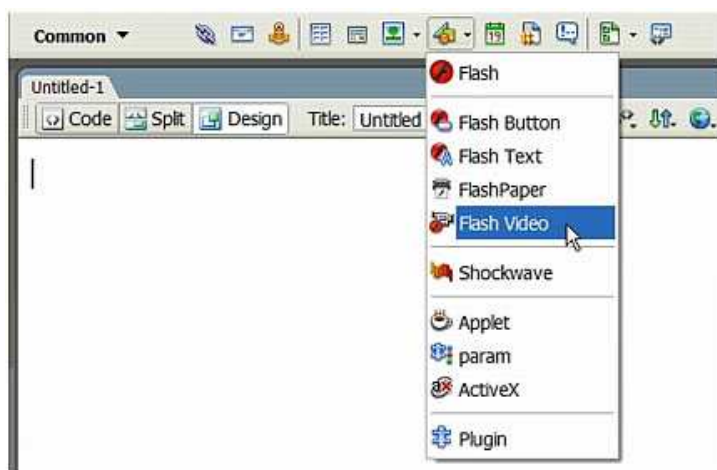 Common
19
Untitled-1
Code Split Design Title: Untitled
Flash
Flash Button
Flash Text
FlashPaper
Flash Video
Shockwave
Applet
param
ActiveX
Plugin